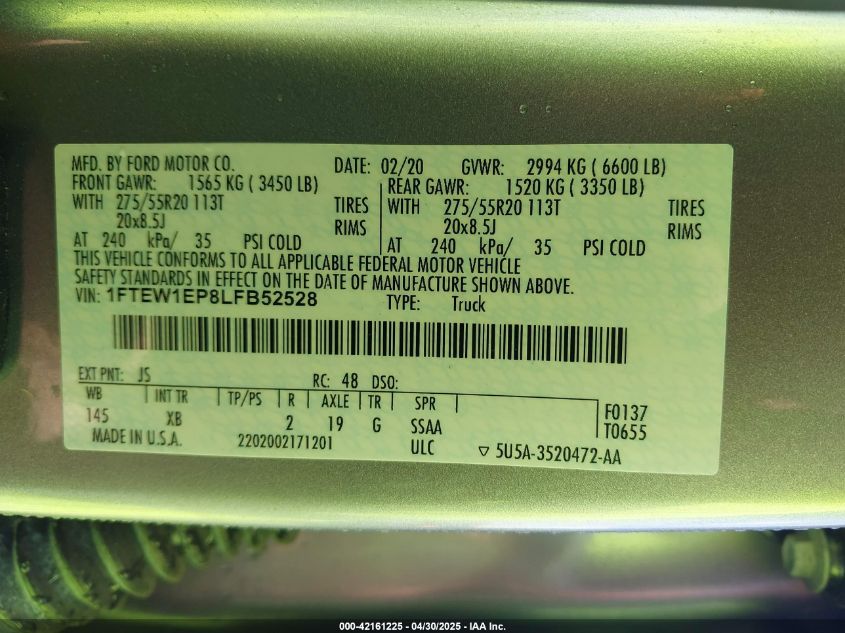 MFD. BY FORD MOTOR CO. DATE: 02/20 GVWR: 2994 KG ( 6600 LB)
FRONT GAWR: 1565 KG ( 3450 LB) REAR GAWR: 1520 KG ( 3350 LB)
WITH 275/55R20 113T TIRES WITH 275/55R20 113T TIRES
20x8.5J RIMS 20x8.5J RIMS
AT 240 kPa/ 35 PSI COLD AT 240 kPa/ 35 PSI COLD
THIS VEHICLE CONFORMS TO ALL APPLICABLE FEDERAL MOTOR VEHICLE
SAFETY STANDARDS IN EFFECT ON THE DATE OF MANUFACTURE SHOWN ABOVE.
VIN: 1FTEW1EP8LFB52528 TYPE: Truck
EXT PNT: JS RC: 48 DSO:
WB INT TR TP/PS R AXLE TR SPR F0137
145 XB 2 19 G SSAA T0655
MADE IN U.S.A. 2202002171201 ULC ▽ 5U5A-3520472-AA
000-42161225 - 04/30/2025 - IAA Inc.